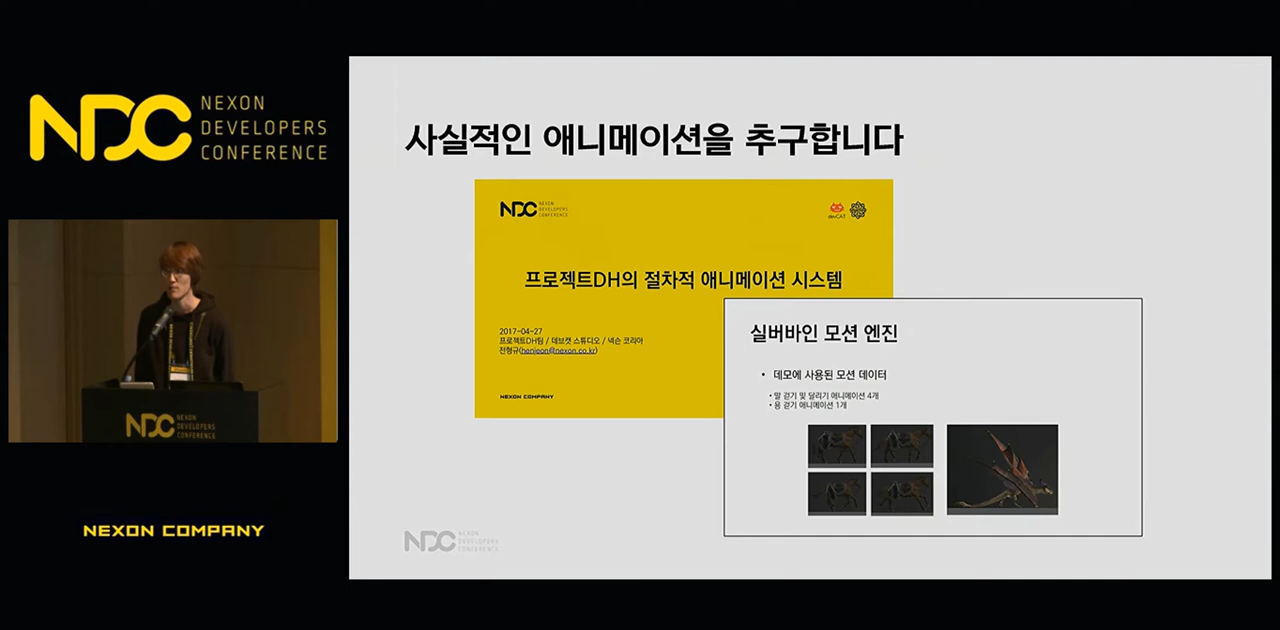 NDC NEXON
DEVELOPERS
CONFERENCE
NDC NEXON
DEVELOPERS
CONFERENCE
NEXON COMPANY
사실적인 애니메이션을 추구합니다
NDC NEXON
DEVELOPERS
CONFERENCE
devCAT
프로젝트DH의 절차적 애니메이션 시스템
2017-04-27
프로젝트DH팀 / 데브캣 스튜디오 / 넥슨 코리아
전형규(henjeon@nexon.co.kr)
NEXON COMPANY
실버바인 모션 엔진
• 데모에 사용된 모션 데이터
• 말 걷기 및 달리기 애니메이션 4개
• 용 걷기 애니메이션 1개
NDC NEXON
DEVELOPERS
CONFERENCE